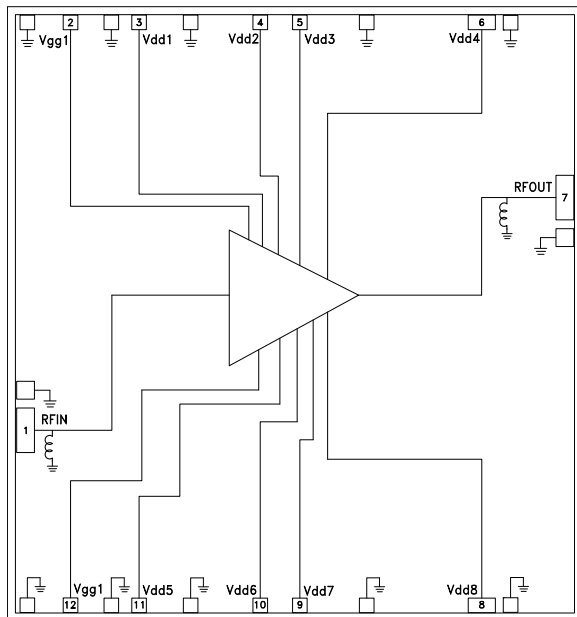 2 3 4 5 6
Vgg1 Vdd1 Vdd2 Vdd3 Vdd4
RFOUT 7
RFIN
1
Vgg1 Vdd5 Vdd6 Vdd7 Vdd8
12 11 10 9 8